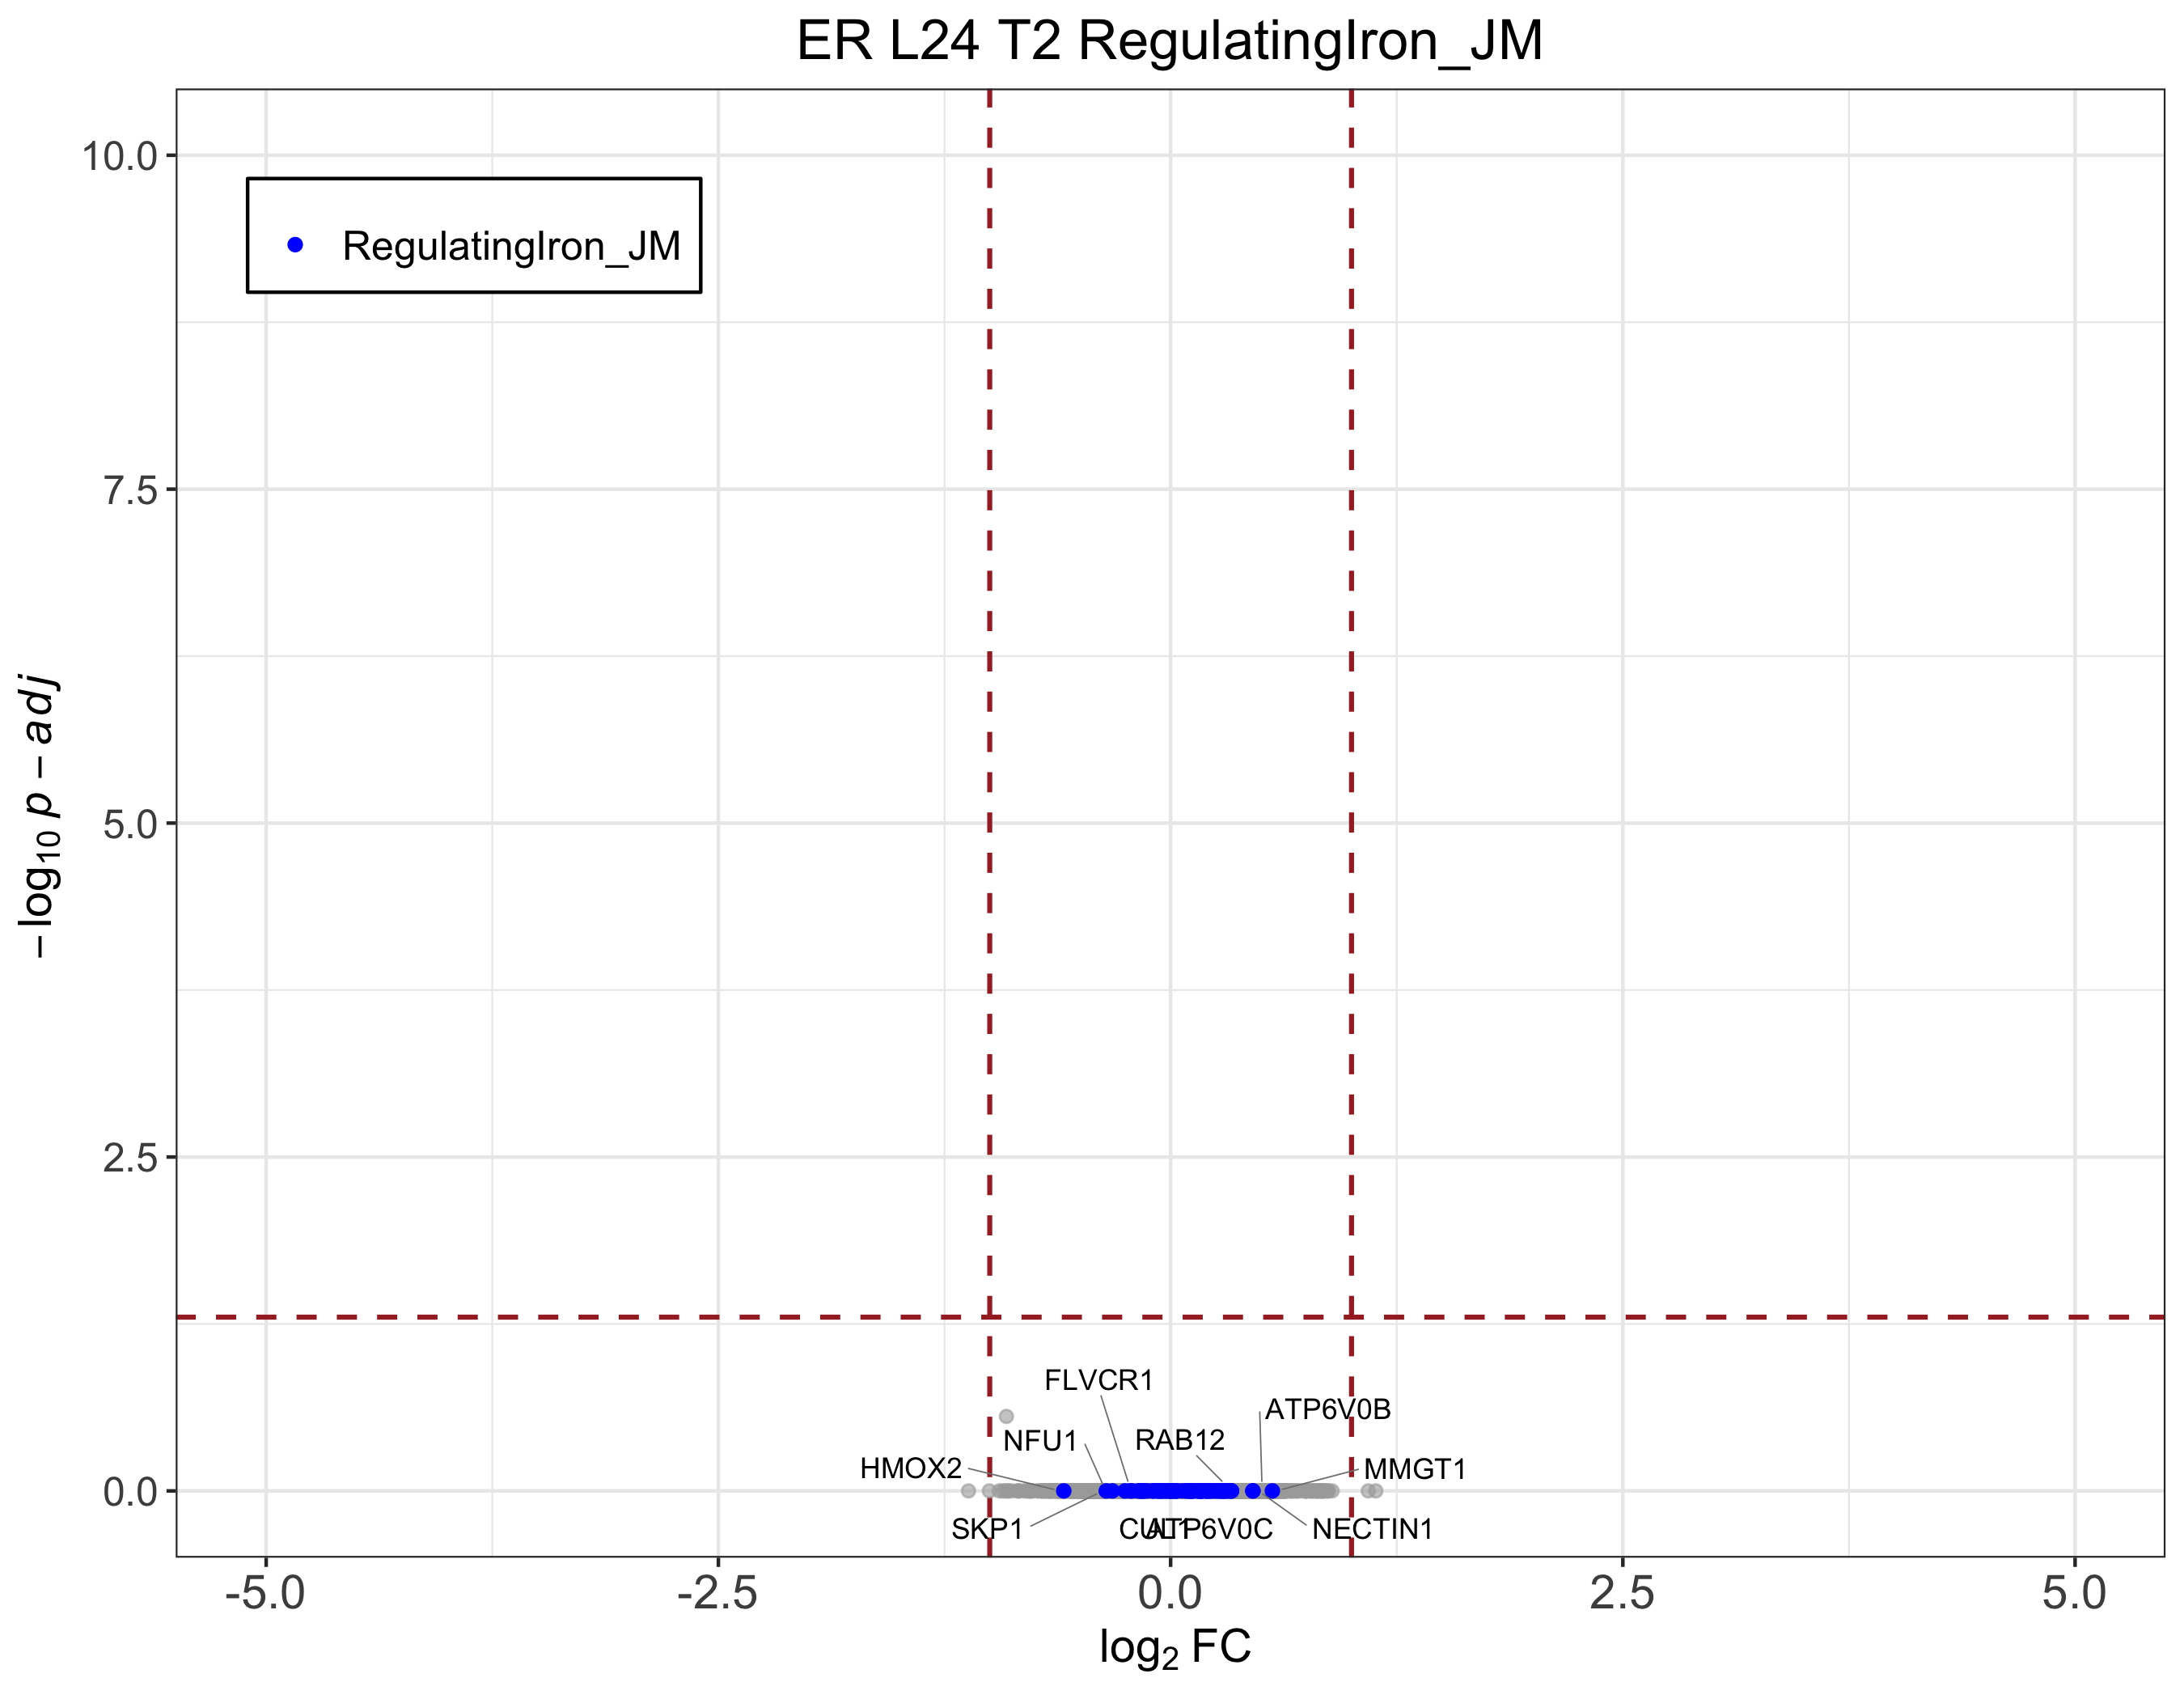 ER L24 T2 RegulatingIron_JM
10.0
RegulatingIron_JM
7.5
5.0
2.5
0.0
−log10 p − adj
FLVCR1
ATP6V0B
NFU1
RAB12
HMOX2
MMGT1
SKP1
CUL1
ATP6V0C
NECTIN1
-5.0
-2.5
0.0
2.5
5.0
log2 FC